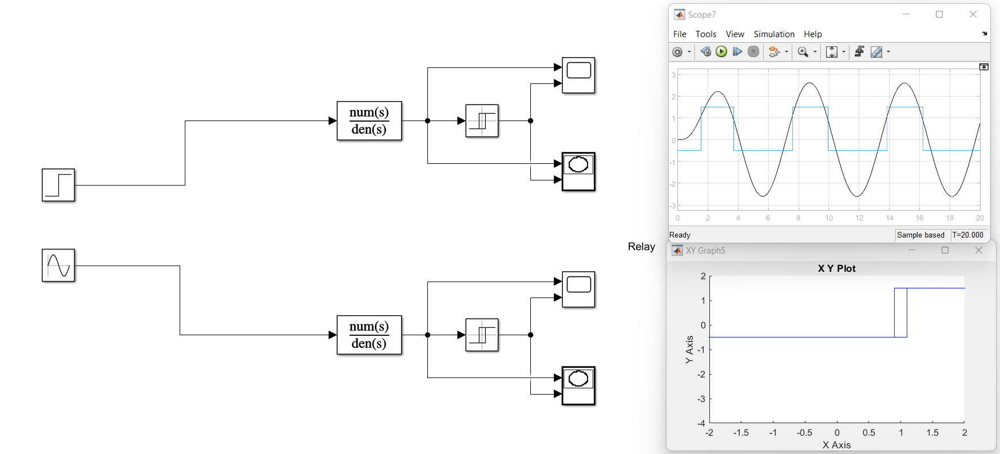 num(s)
den(s)
num(s)
den(s)
Relay
Scope7
File Tools View Simulation Help
3
2
1
0
-1
-2
-3
0 2 4 6 8 10 12 14 16 18 20
Ready Sample based T=20.000
XY Graph5
X Y Plot
2
1
0
-1
-2
-3
-4
Y Axis
-2 -1.5 -1 -0.5 0 0.5 1 1.5 2
X Axis